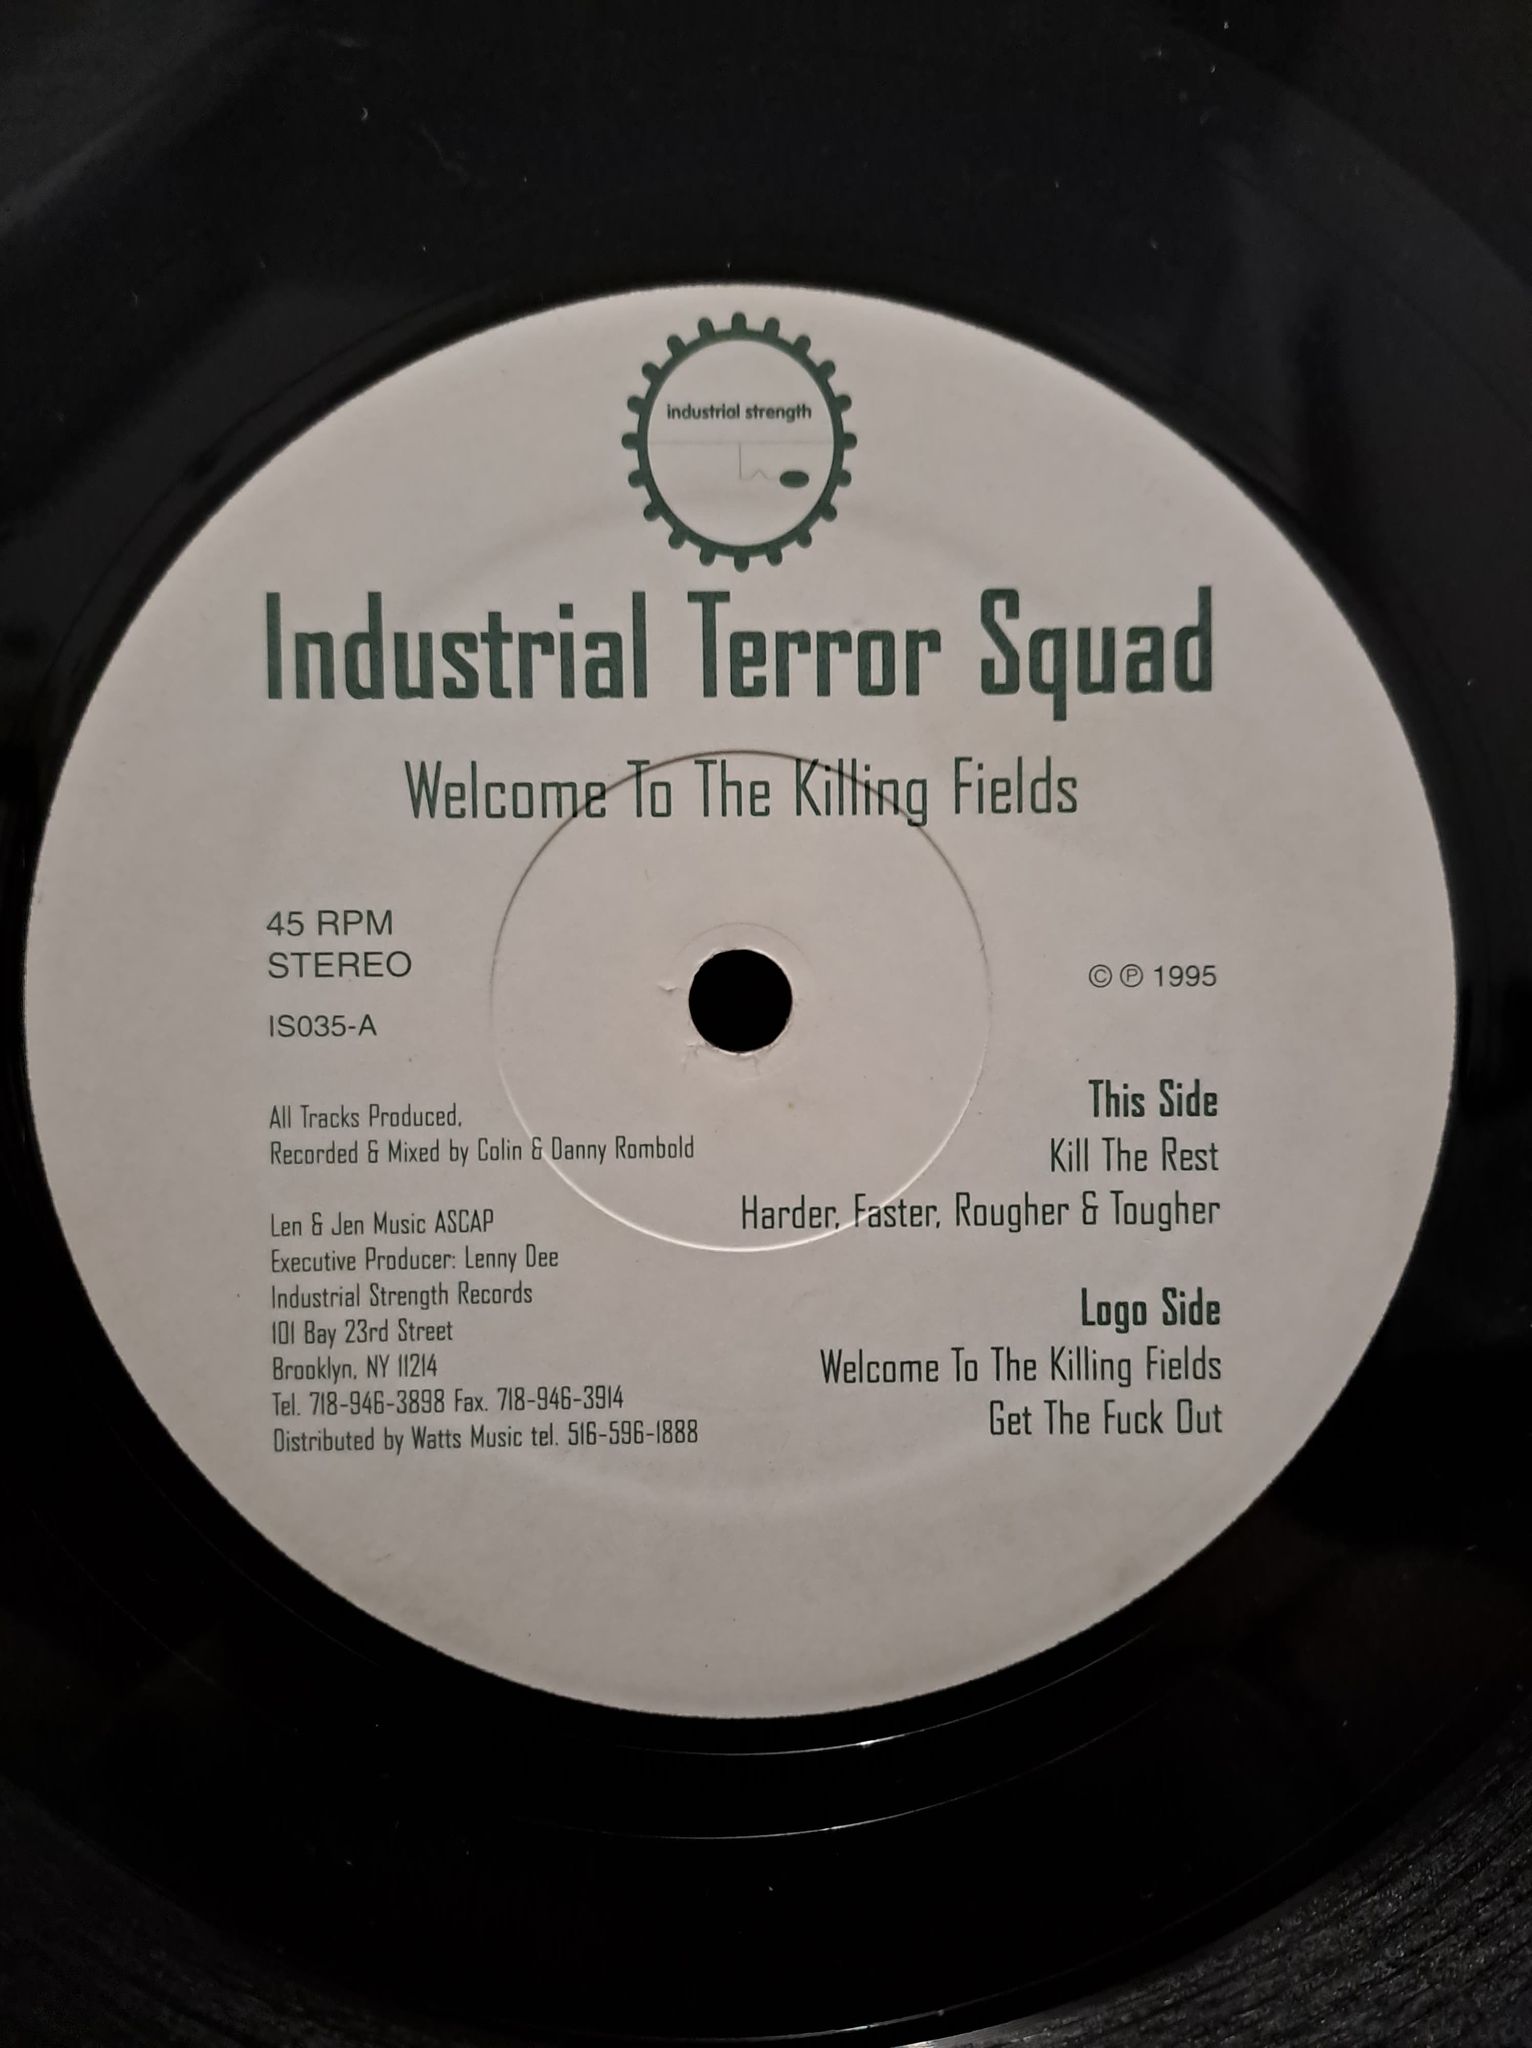 industrial strength
Industrial Terror Squad
Welcome To The Killing Fields
45 RPM
STEREO
IS035-A
© ℗ 1995
All Tracks Produced,
Recorded & Mixed by Colin & Danny Rombold
Len & Jen Music ASCAP
Executive Producer: Lenny Dee
Industrial Strength Records
101 Bay 23rd Street
Brooklyn, NY 11214
Tel. 718-946-3898 Fax. 718-946-3914
Distributed by Watts Music tel. 516-596-1888
This Side
Kill The Rest
Harder, Faster, Rougher & Tougher
Logo Side
Welcome To The Killing Fields
Get The Fuck Out